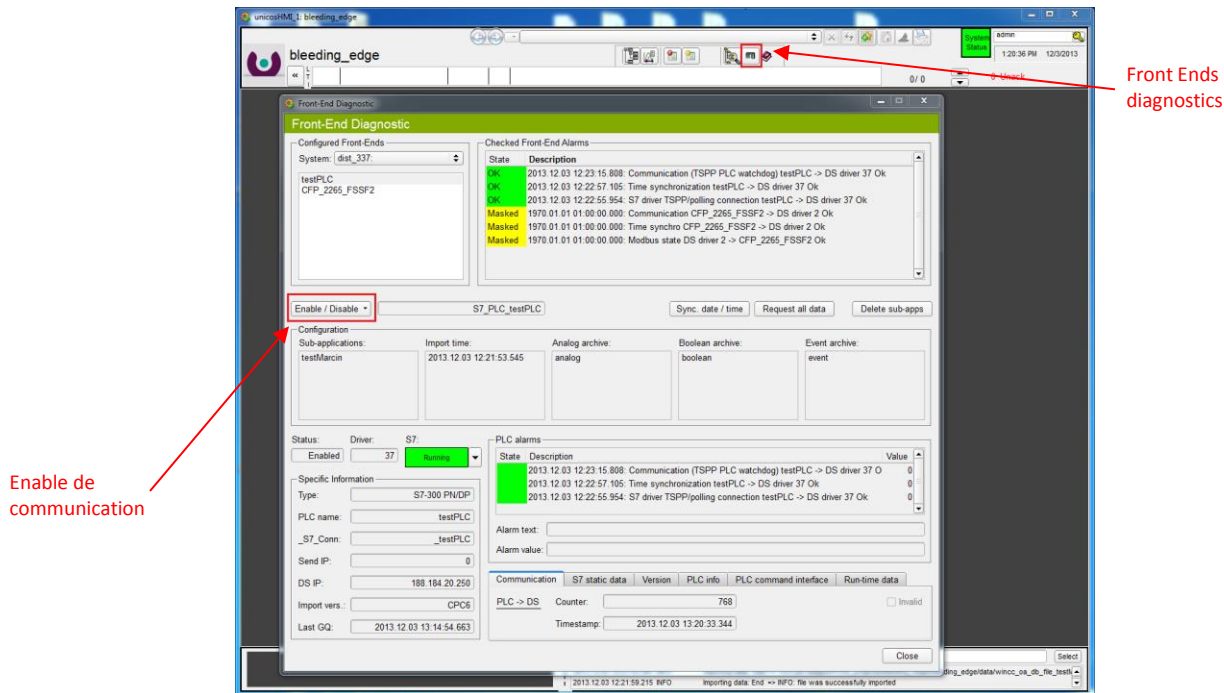 unicosHMI_1: bleeding_edge
bleeding_edge
System Status
admin
1:20:36 PM 12/3/2013
0/ 0
0 Unack
Front Ends
diagnostics
Front-End Diagnostic
Front-End Diagnostic
Configured Front-Ends
System: dist_337:
testPLC
CFP_2265_FSSF2
Checked Front-End Alarms
State Description
OK 2013.12.03 12:23:15.808: Communication (TSPP PLC watchdog) testPLC -> DS driver 37 Ok
OK 2013.12.03 12:22:57.105: Time synchronization testPLC -> DS driver 37 Ok
OK 2013.12.03 12:22:55.954: S7 driver TSPP/polling connection testPLC -> DS driver 37 Ok
Masked 1970.01.01 01:00:00.000: Communication CFP_2265_FSSF2 -> DS driver 2 Ok
Masked 1970.01.01 01:00:00.000: Time synchro CFP_2265_FSSF2 -> DS driver 2 Ok
Masked 1970.01.01 01:00:00.000: Modbus state DS driver 2 -> CFP_2265_FSSF2 Ok
Enable / Disable
S7_PLC_testPLC
Sync. date / time
Request all data
Delete sub-apps
Configuration
Sub-applications: Import time: Analog archive: Boolean archive: Event archive:
testMarcin 2013.12.03 12:21:53.545 analog boolean event
Enable de
communication
Status: Driver: S7:
Enabled 37 Running
Specific Information
Type: S7-300 PN/DP
PLC name: testPLC
_S7_Conn: _testPLC
Send IP: 0
DS IP: 188.184.20.250
Import vers.: CPC6
Last GQ: 2013.12.03 13:14:54.663
PLC alarms
State Description Value
2013.12.03 12:23:15.808: Communication (TSPP PLC watchdog) testPLC -> DS driver 37 O 0
2013.12.03 12:22:57.105: Time synchronization testPLC -> DS driver 37 Ok 0
2013.12.03 12:22:55.954: S7 driver TSPP/polling connection testPLC -> DS driver 37 Ok 0
Alarm text:
Alarm value:
Communication S7 static data Version PLC info PLC command interface Run-time data
PLC -> DS Counter: 768 Invalid
Timestamp: 2013.12.03 13:20:33.344
Close
Select
ding_edge/data/wincc_oa_db_file_testl
2013.12.03 12:21:59.215 INFO Importing data: End => INFO: file was successfully imported